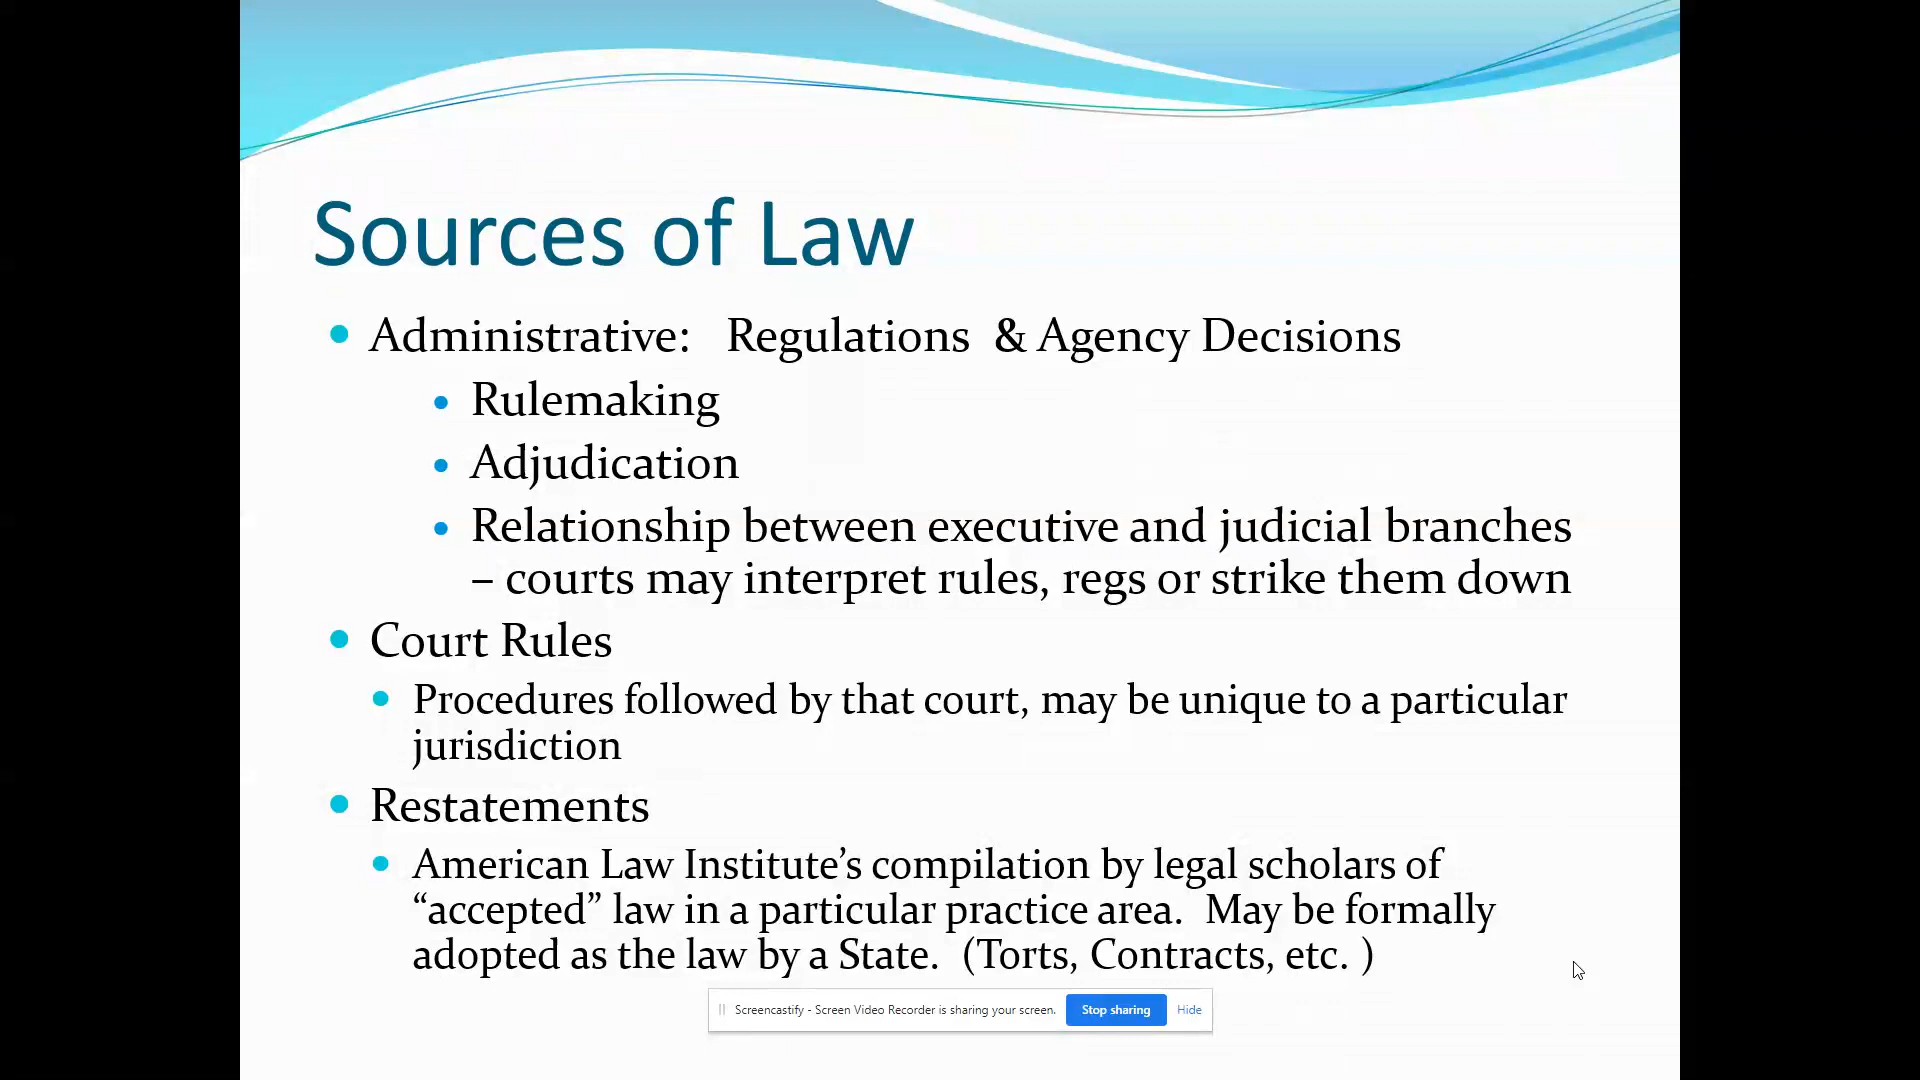 Sources of Law
• Administrative:   Regulations  & Agency Decisions
• Rulemaking
• Adjudication
• Relationship between executive and judicial branches
– courts may interpret rules, regs or strike them down
• Court Rules
• Procedures followed by that court, may be unique to a particular
jurisdiction
• Restatements
• American Law Institute’s compilation by legal scholars of
“accepted” law in a particular practice area.  May be formally
adopted as the law by a State.  (Torts, Contracts, etc. )
Screencastify - Screen Video Recorder is sharing your screen. Stop sharing Hide